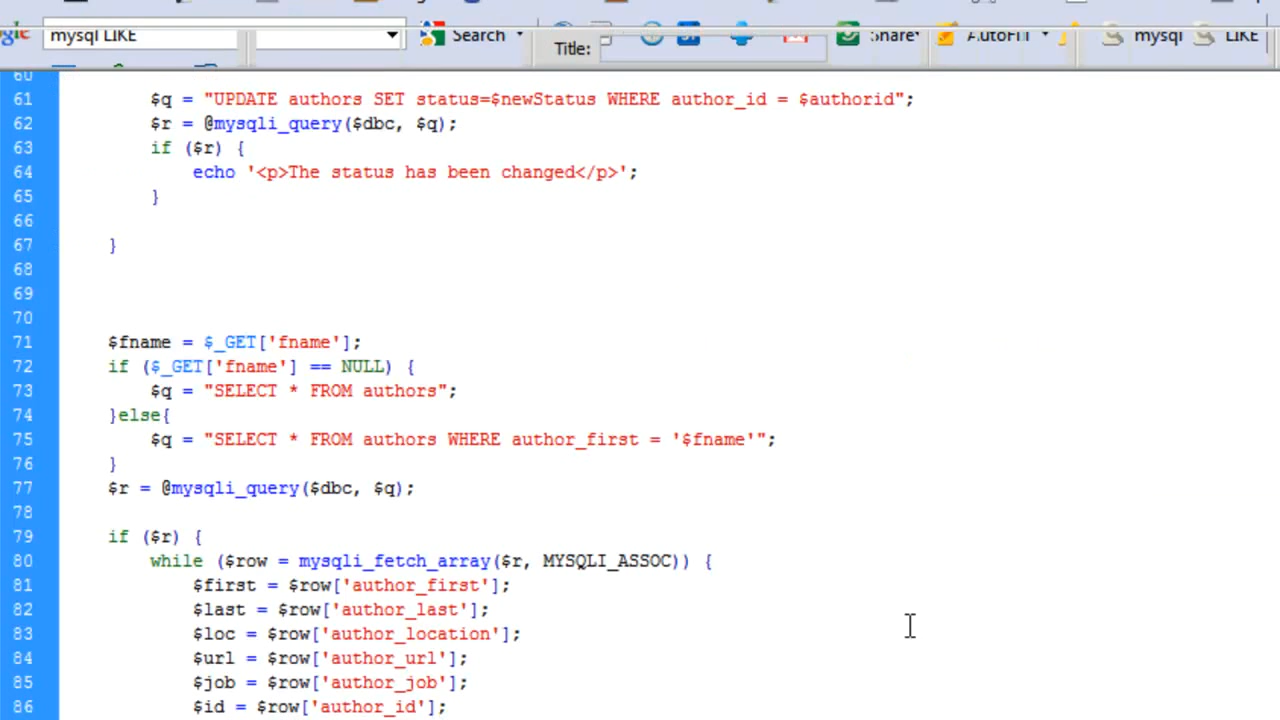 gle mysql LIKE Search Title: Share AutoFill mysql LIKE
60
61 $q = "UPDATE authors SET status=$newStatus WHERE author_id = $authorid";
62 $r = @mysqli_query($dbc, $q);
63 if ($r) {
64 echo '<p>The status has been changed</p>';
65 }
66
67 }
68
69
70
71 $fname = $_GET['fname'];
72 if ($_GET['fname'] == NULL) {
73 $q = "SELECT * FROM authors";
74 }else{
75 $q = "SELECT * FROM authors WHERE author_first = '$fname'";
76 }
77 $r = @mysqli_query($dbc, $q);
78
79 if ($r) {
80 while ($row = mysqli_fetch_array($r, MYSQLI_ASSOC)) {
81 $first = $row['author_first'];
82 $last = $row['author_last'];
83 $loc = $row['author_location'];
84 $url = $row['author_url'];
85 $job = $row['author_job'];
86 $id = $row['author_id'];